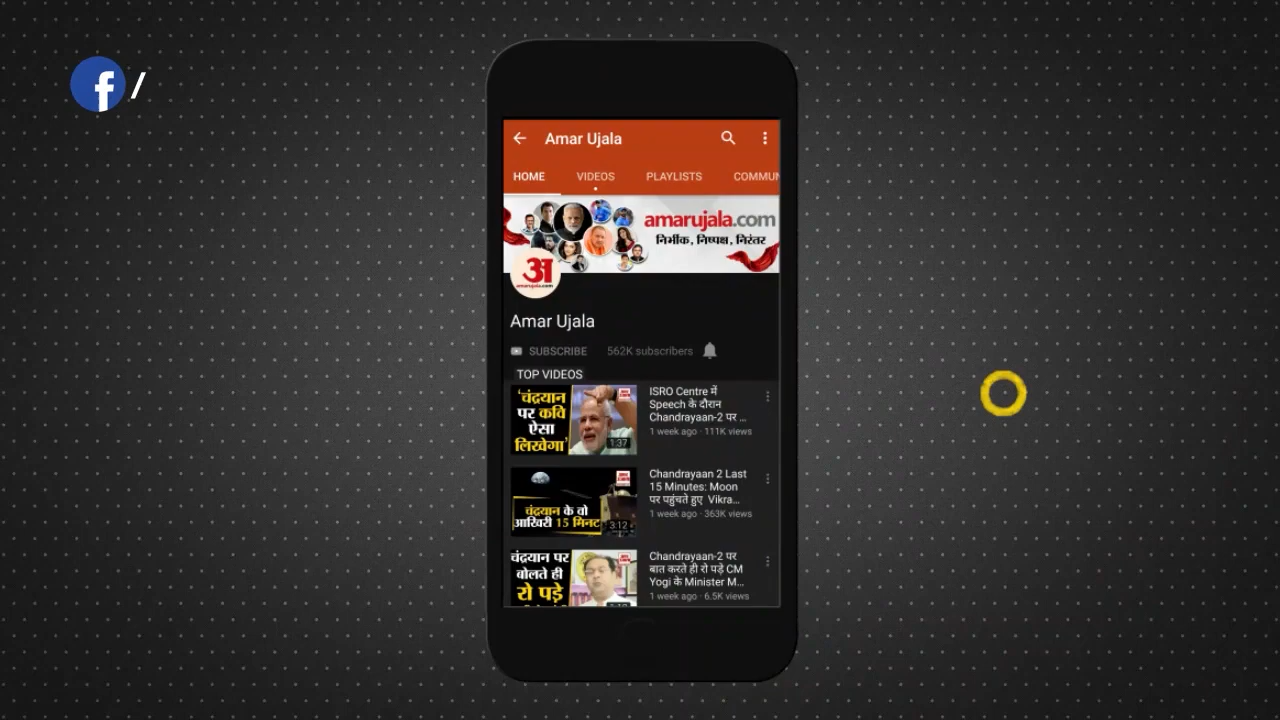 f/
Amar Ujala
HOME VIDEOS PLAYLISTS COMMUN
amarujala.com
निर्भीक, निष्पक्ष, निरंतर
अ
amarujala.com
Amar Ujala
SUBSCRIBE 562K subscribers
TOP VIDEOS
'चंद्रयान
पर कवि
ऐसा
लिखेगा'
1:37
ISRO Centre में
Speech के दौरान
Chandrayaan-2 पर ...
1 week ago · 111K views
चंद्रयान के वो
आखिरी 15 मिनट
3:12
Chandrayaan 2 Last
15 Minutes: Moon
पर पहुंचते हुए Vikra...
1 week ago · 363K views
चंद्रयान पर
बोलते ही
रो पड़े
Chandrayaan-2 पर
बात करते ही रो पड़े CM
Yogi के Minister M...
1 week ago · 6.5K views